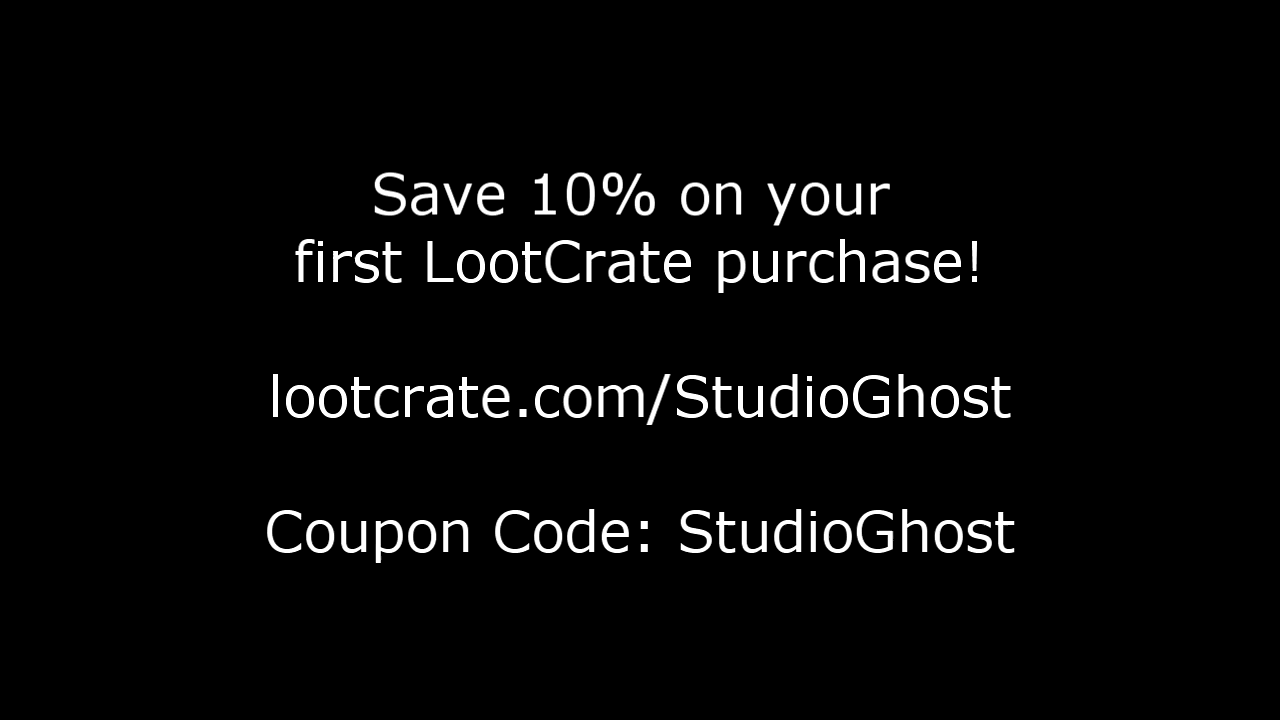 Save 10% on your
first LootCrate purchase!
lootcrate.com/StudioGhost
Coupon Code: StudioGhost